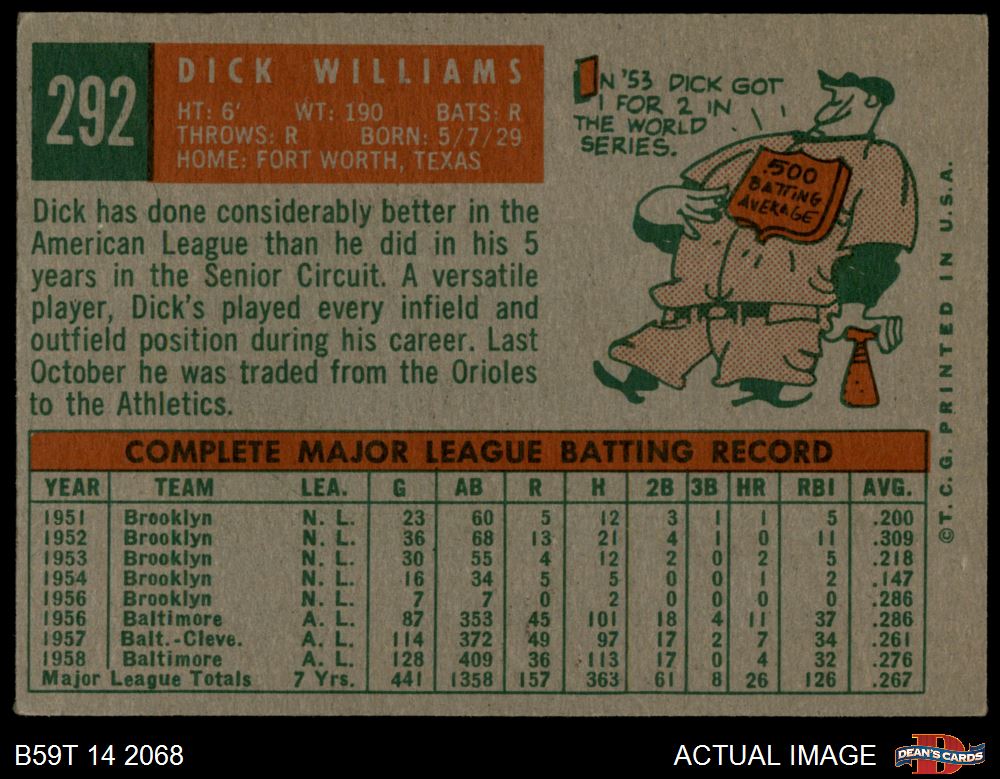 292
DICK WILLIAMS
HT: 6' WT: 190 BATS: R
THROWS: R BORN: 5/7/29
HOME: FORT WORTH, TEXAS
IN '53 DICK GOT
1 FOR 2 IN
THE WORLD
SERIES.
.500
BATTING
AVERAGE
Dick has done considerably better in the
American League than he did in his 5
years in the Senior Circuit. A versatile
player, Dick's played every infield and
outfield position during his career. Last
October he was traded from the Orioles
to the Athletics.
COMPLETE MAJOR LEAGUE BATTING RECORD
YEAR TEAM LEA. G AB R H 2B 3B HR RBI AVG.
1951 Brooklyn N. L. 23 60 5 12 3 1 1 5 .200
1952 Brooklyn N. L. 36 68 13 21 4 1 0 11 .309
1953 Brooklyn N. L. 30 55 4 12 2 0 2 5 .218
1954 Brooklyn N. L. 16 34 5 5 0 0 1 2 .147
1956 Brooklyn N. L. 7 7 0 2 0 0 0 0 .286
1956 Baltimore A. L. 87 353 45 101 18 4 11 37 .286
1957 Balt.-Cleve. A. L. 114 372 49 97 17 2 7 34 .261
1958 Baltimore A. L. 128 409 36 113 17 0 4 32 .276
Major League Totals 7 Yrs. 441 1358 157 363 61 8 26 126 .267
© T. C. G. PRINTED IN U.S.A.
B59T 14 2068
ACTUAL IMAGE
DEAN'S CARDS